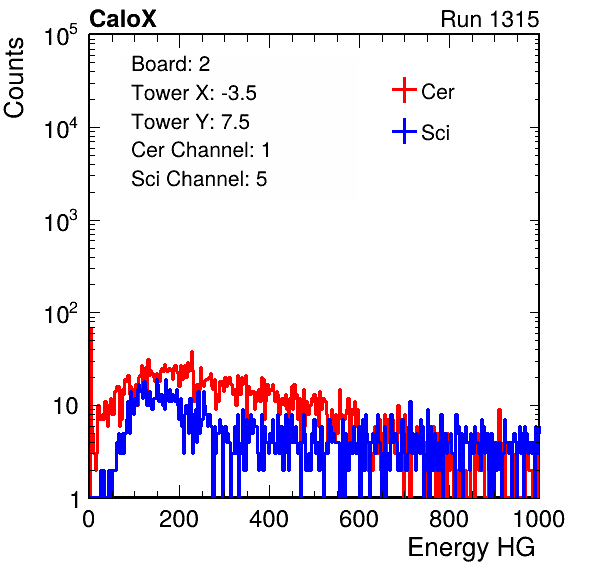 CaloX Run 1315
10^5
Counts
Board: 2
Tower X: -3.5
Tower Y: 7.5
Cer Channel: 1
Sci Channel: 5
Cer
Sci
10^4
10^3
10^2
10
1
0 200 400 600 800 1000
Energy HG